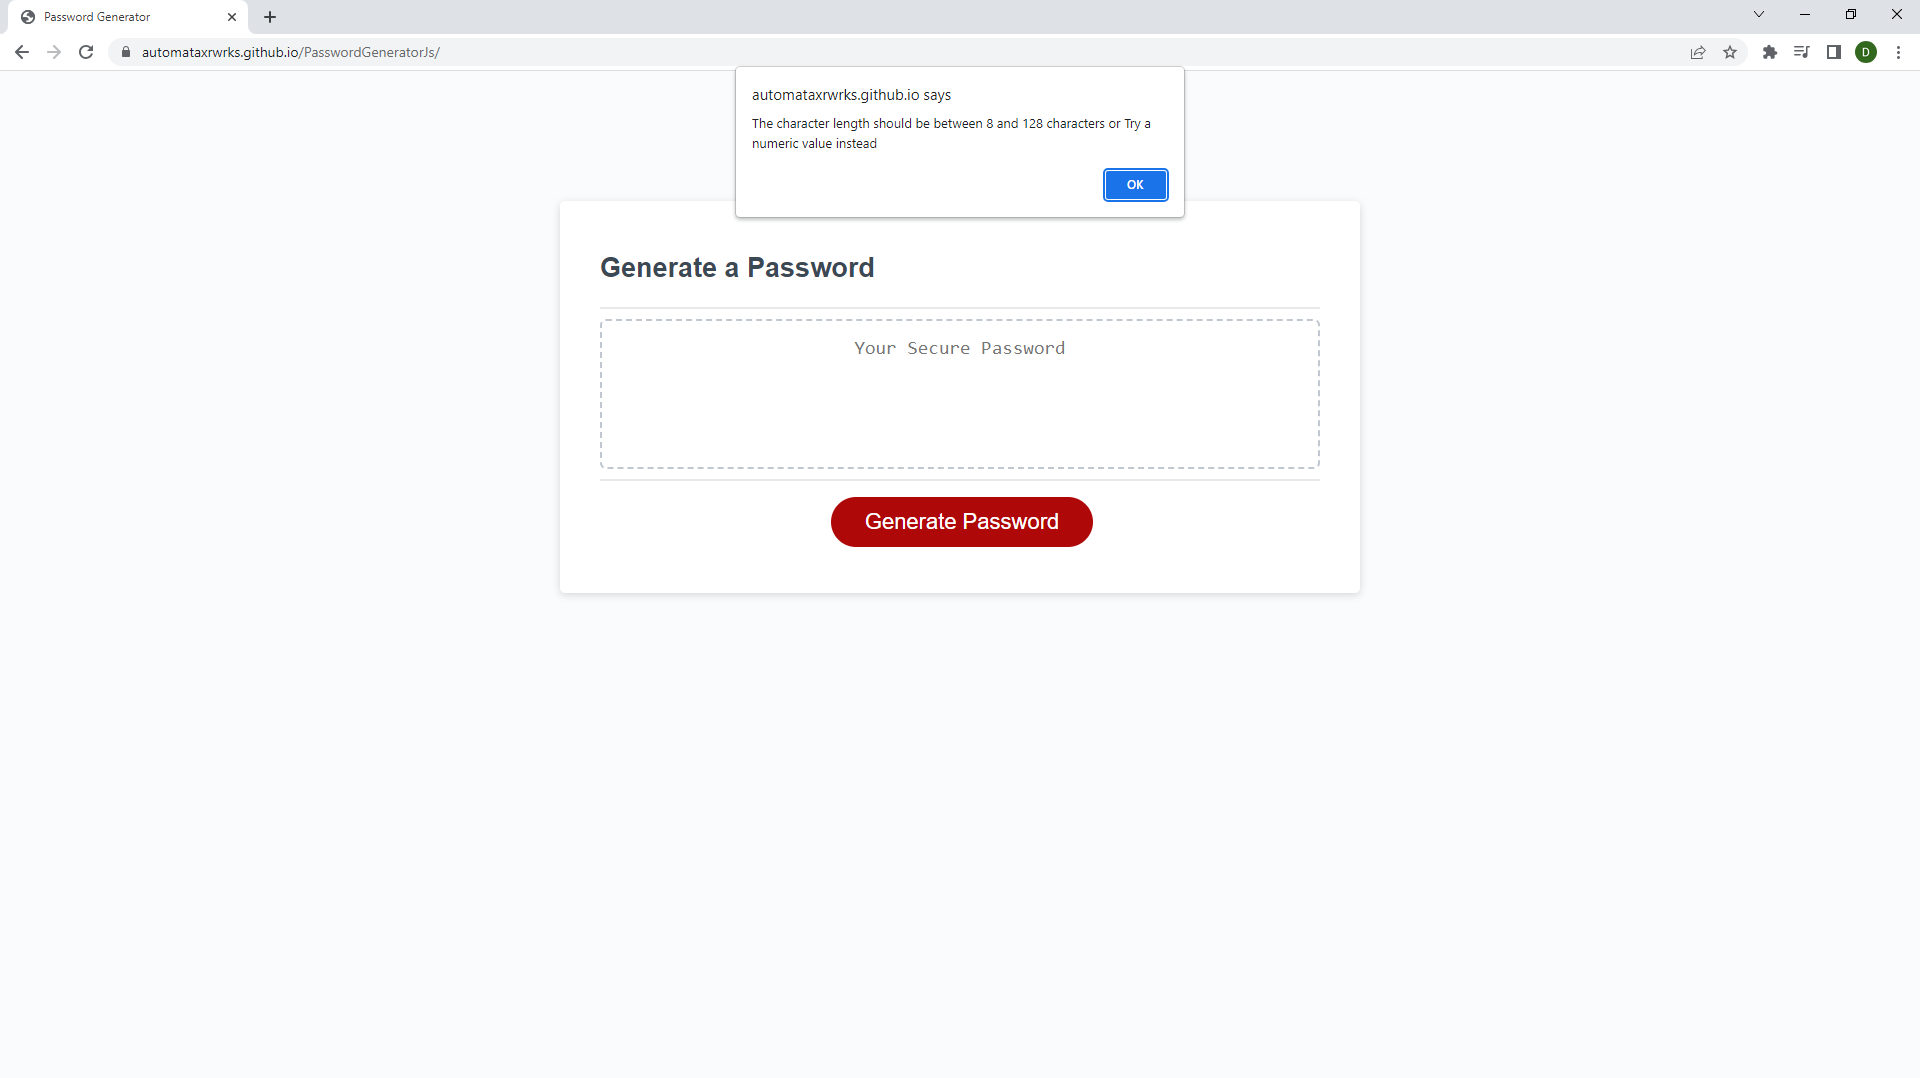 Password Generator
automataxrwrks.github.io/PasswordGeneratorJs/
D
automataxrwrks.github.io says
The character length should be between 8 and 128 characters or Try a
numeric value instead
OK
Generate a Password
Your Secure Password
Generate Password